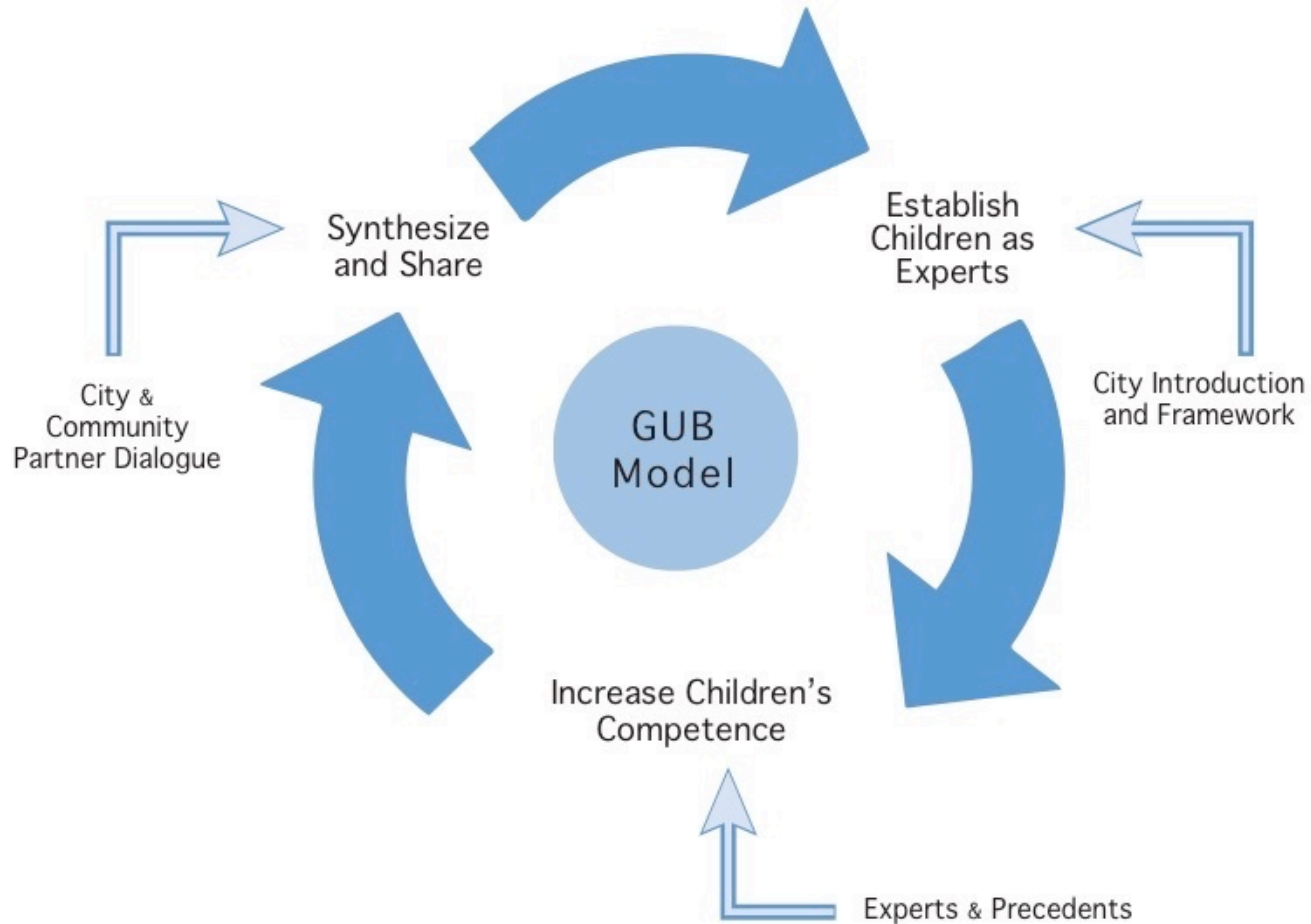 Synthesize
and Share
Establish
Children as
Experts
City &
Community
Partner Dialogue
City Introduction
and Framework
GUB
Model
Increase Children’s
Competence
Experts & Precedents